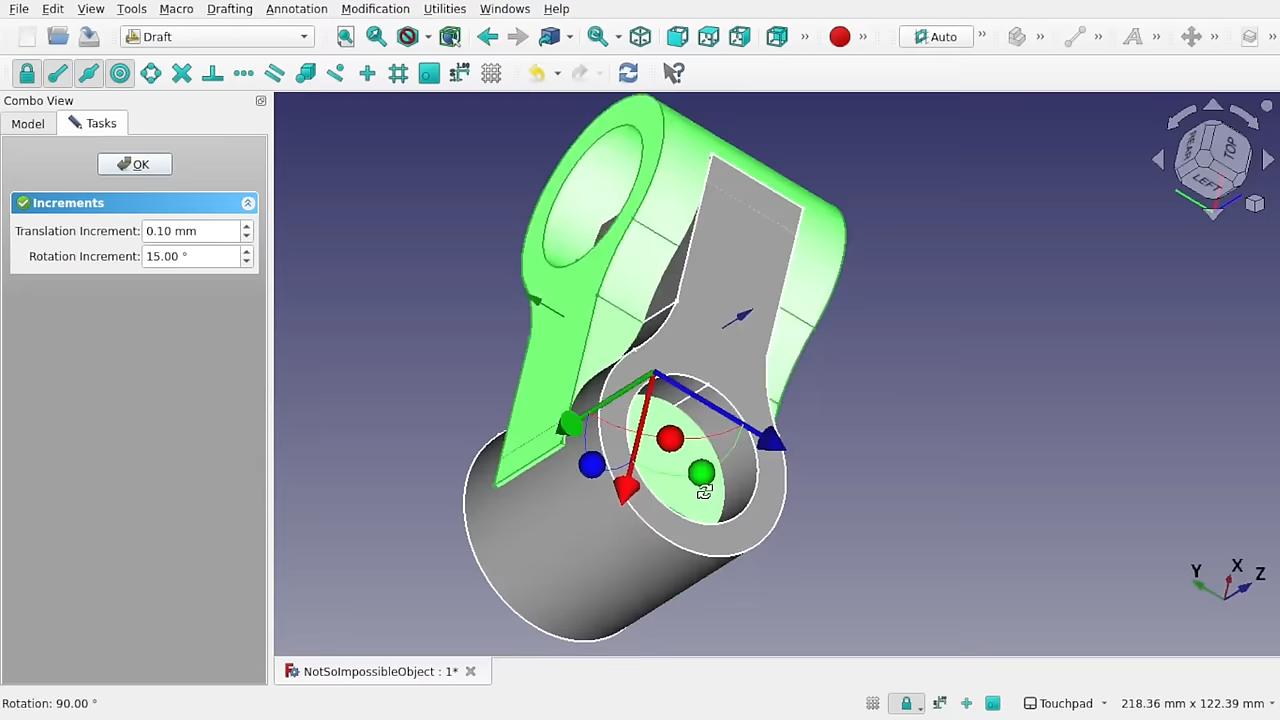 File Edit View Tools Macro Drafting Annotation Modification Utilities Windows Help
Draft
Auto
Combo View
Model
Tasks
OK
Increments
Translation Increment: 0.10 mm
Rotation Increment: 15.00 °
TOP
LEFT
Y
X
Z
NotSoImpossibleObject : 1*
Rotation: 90.00 °
Touchpad
218.36 mm x 122.39 mm